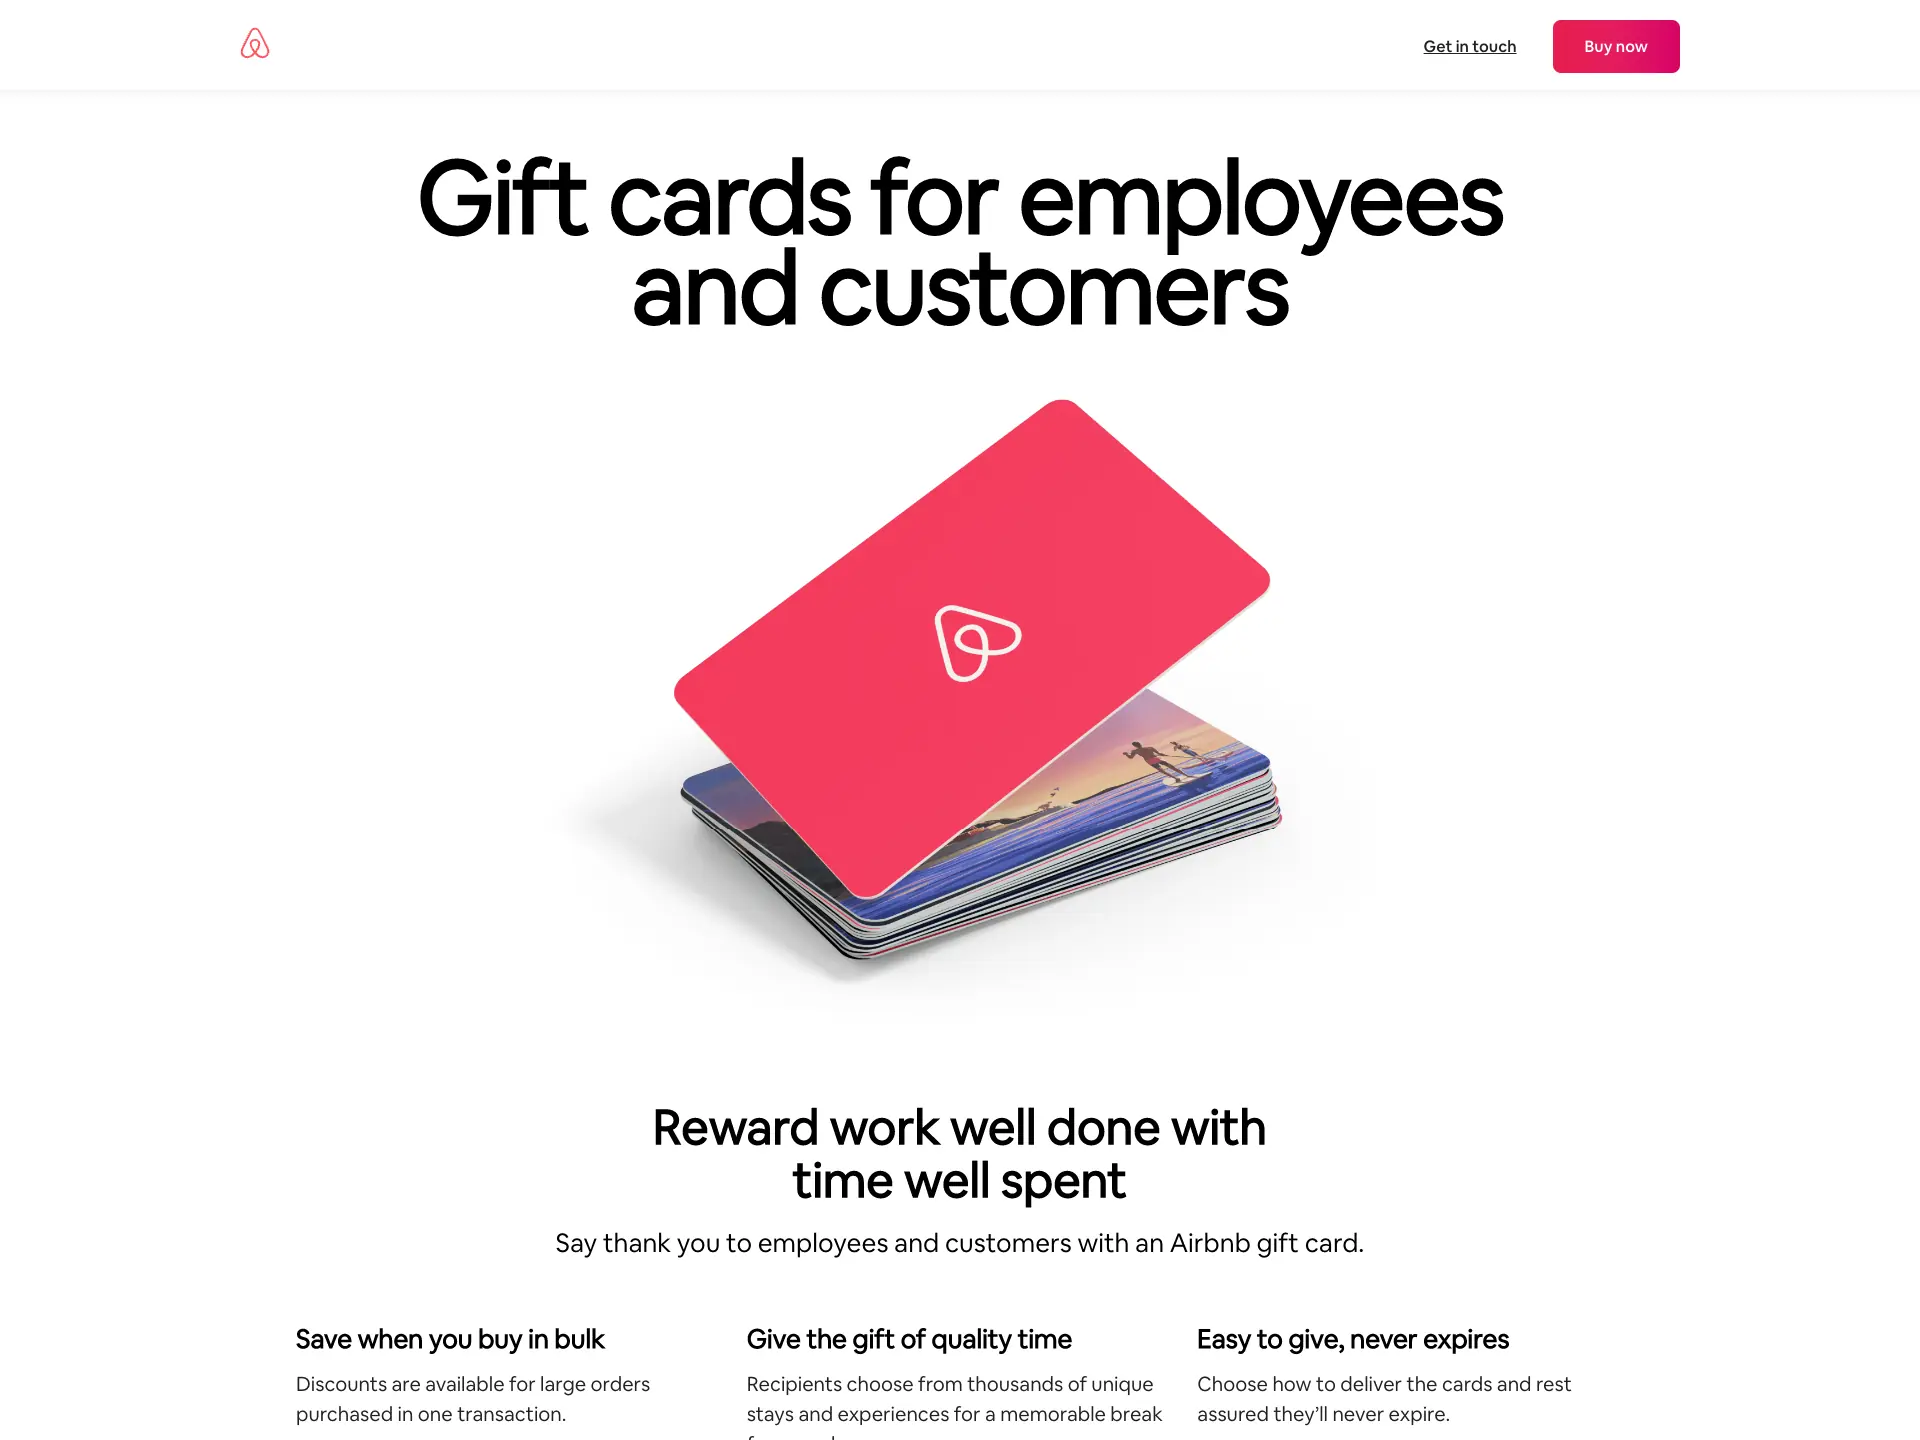 Get in touch
Buy now
Gift cards for employees
and customers
Reward work well done with
time well spent
Say thank you to employees and customers with an Airbnb gift card.
Save when you buy in bulk
Discounts are available for large orders
purchased in one transaction.
Give the gift of quality time
Recipients choose from thousands of unique
stays and experiences for a memorable break
Easy to give, never expires
Choose how to deliver the cards and rest
assured they’ll never expire.